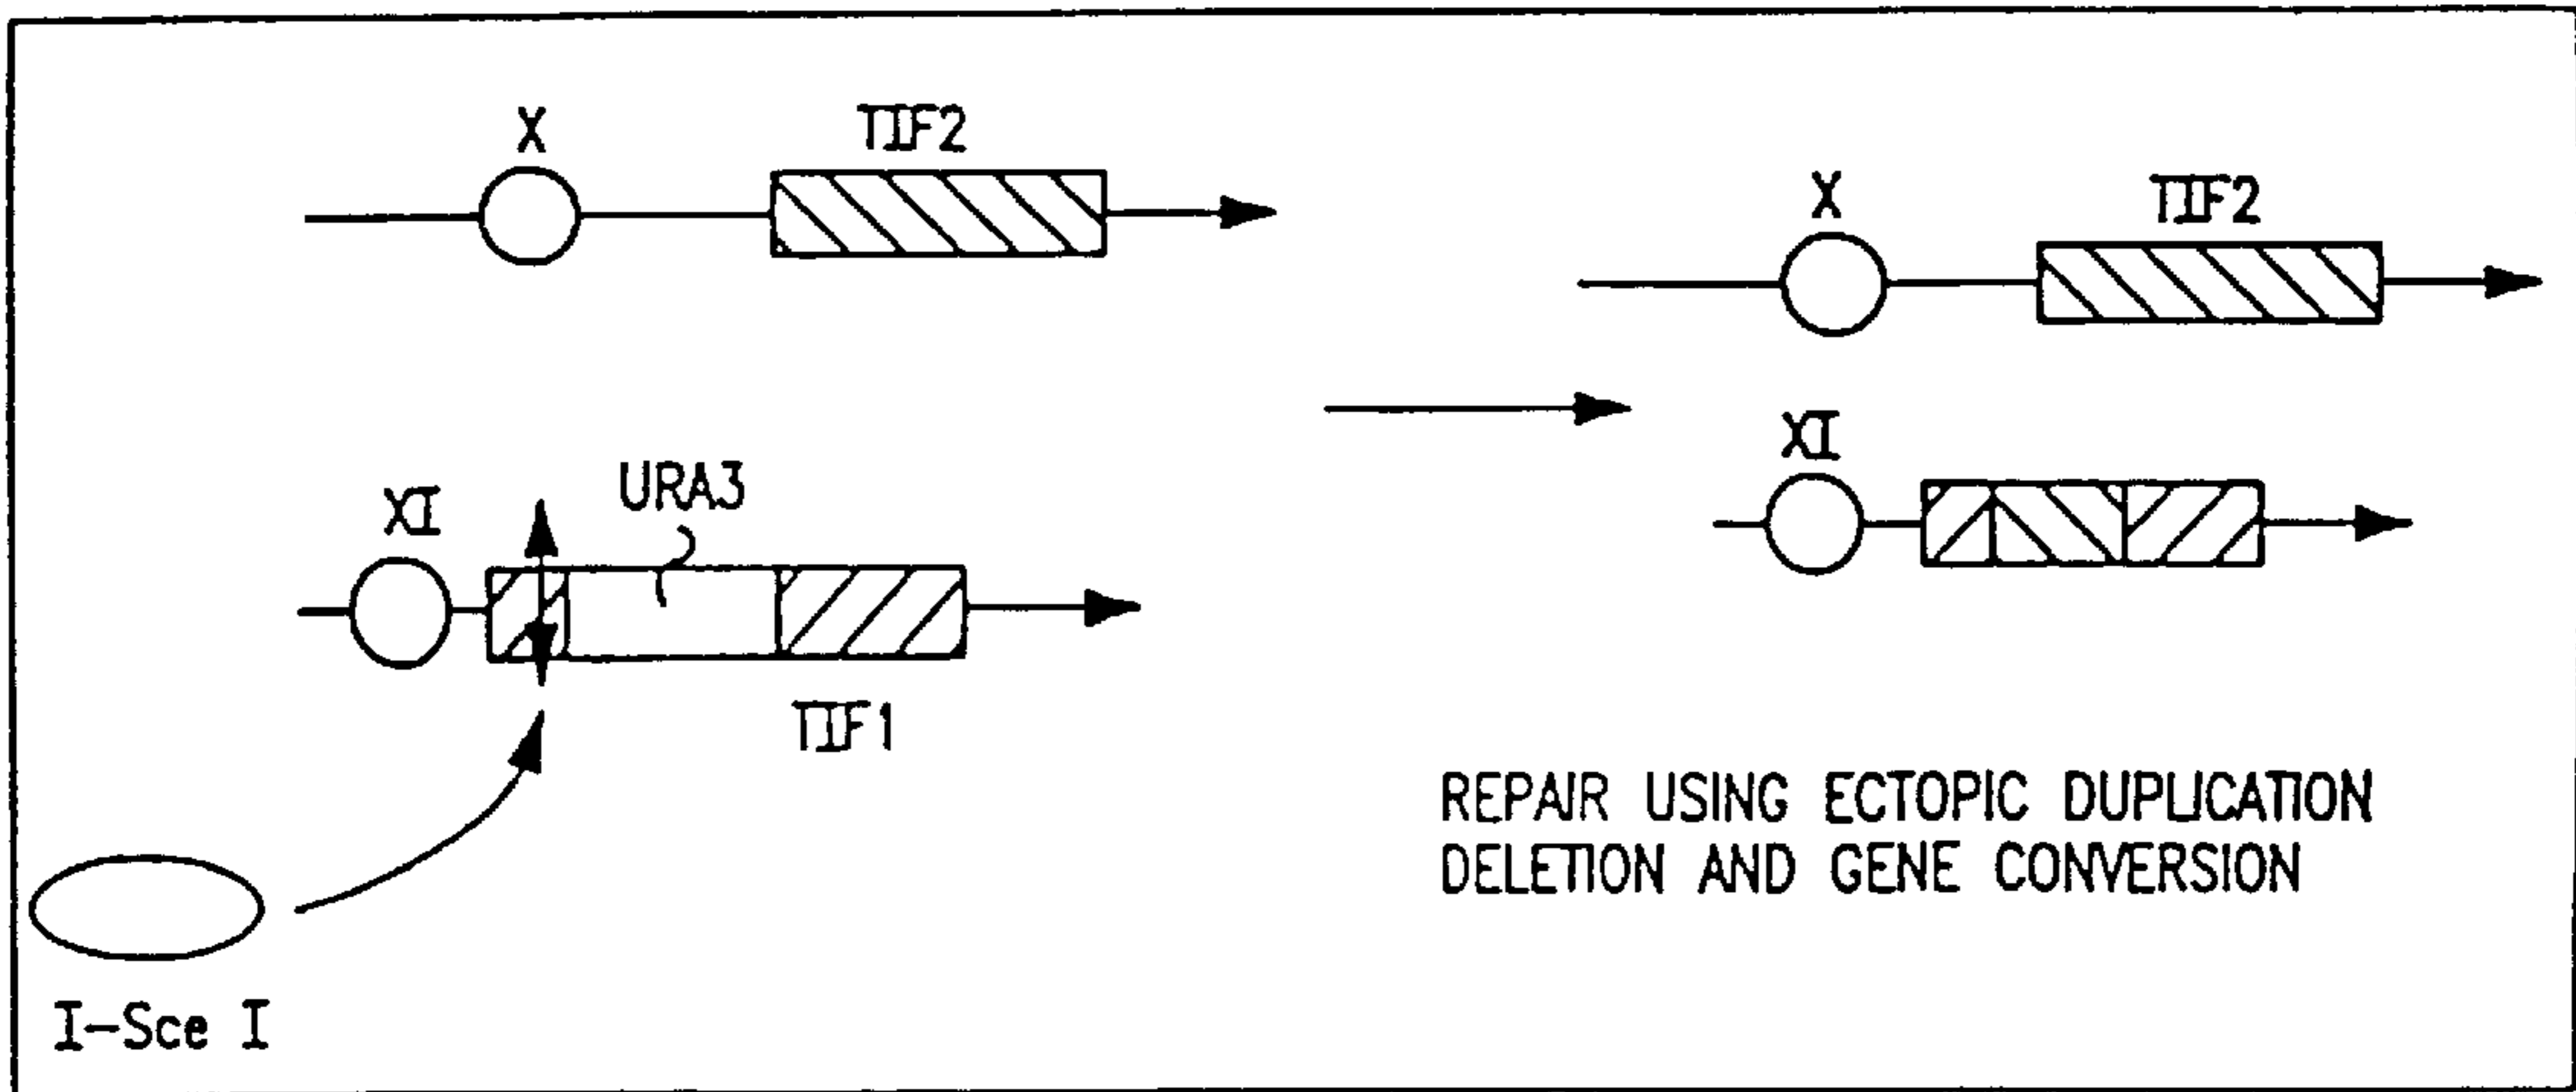 X
TIF2
X
TIF2
XI
URA3
XI
TIF1
REPAIR USING ECTOPIC DUPLICATION
DELETION AND GENE CONVERSION
I-Sce I